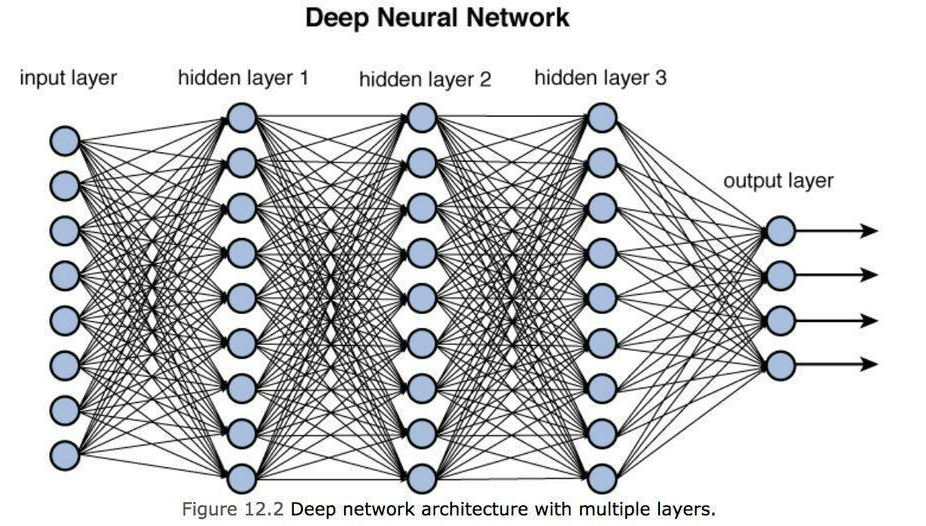 Deep Neural Network
input layer
hidden layer 1
hidden layer 2
hidden layer 3
output layer
Figure 12.2 Deep network architecture with multiple layers.